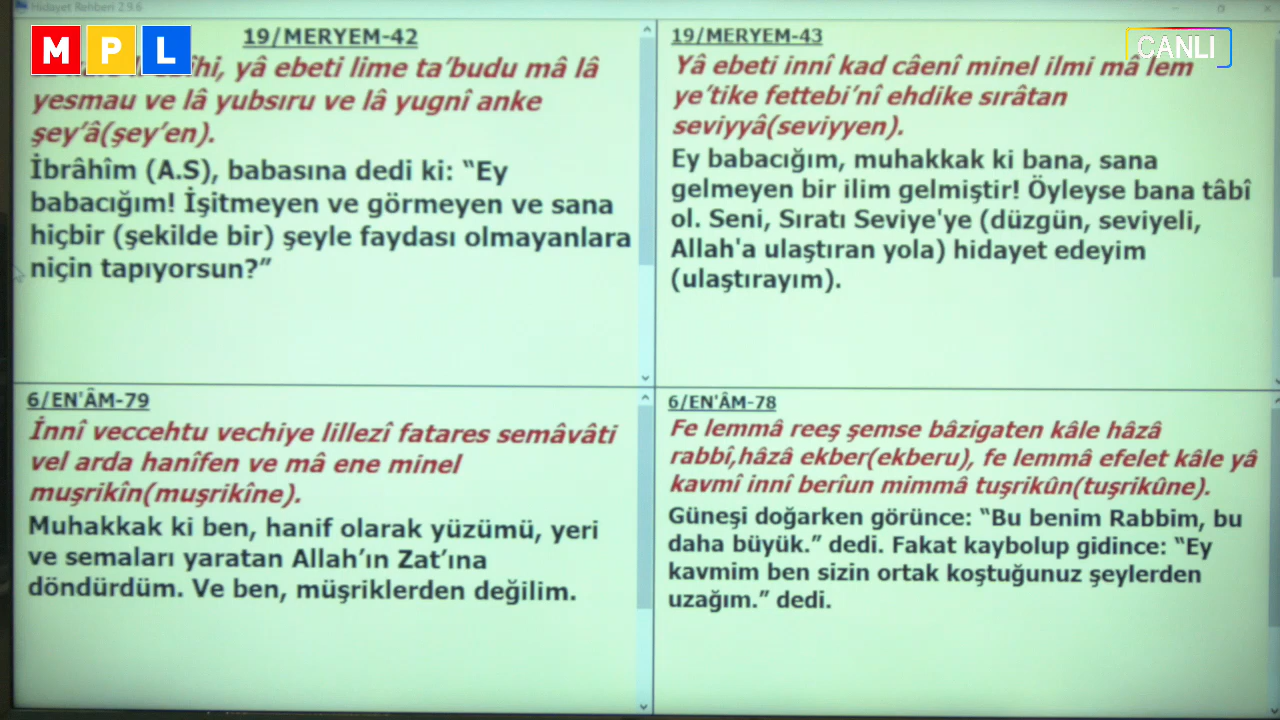 Hidayet Rehberi 2.9.6
MPL
CANLI
19/MERYEM-42
yâ ebeti lime ta’budu mâ lâ
yesmau ve lâ yubsıru ve lâ yugnî anke
şey’â(şey’en).
İbrâhîm (A.S), babasına dedi ki: “Ey
babacığım! İşitmeyen ve görmeyen ve sana
hiçbir (şekilde bir) şeyle faydası olmayanlara
niçin tapıyorsun?”
19/MERYEM-43
Yâ ebeti innî kad câenî minel ilmi mâ lem
ye’tike fettebi’nî ehdike sırâtan
seviyyâ(seviyyen).
Ey babacığım, muhakkak ki bana, sana
gelmeyen bir ilim gelmiştir! Öyleyse bana tâbî
ol. Seni, Sıratı Seviye'ye (düzgün, seviyeli,
Allah'a ulaştıran yola) hidayet edeyim
(ulaştırayım).
6/EN'ÂM-79
İnnî veccehtu vechiye lillezî fatares semâvâti
vel arda hanîfen ve mâ ene minel
muşrikîn(muşrikîne).
Muhakkak ki ben, hanif olarak yüzümü, yeri
ve semaları yaratan Allah’ın Zat’ına
döndürdüm. Ve ben, müşriklerden değilim.
6/EN'ÂM-78
Fe lemmâ reeş şemse bâzigaten kâle hâzâ
rabbî,hâzâ ekber(ekberu), fe lemmâ efelet kâle yâ
kavmî innî berîun mimmâ tuşrikûn(tuşrikûne).
Güneşi doğarken görünce: “Bu benim Rabbim, bu
daha büyük.” dedi. Fakat kaybolup gidince: “Ey
kavmim ben sizin ortak koştuğunuz şeylerden
uzağım.” dedi.